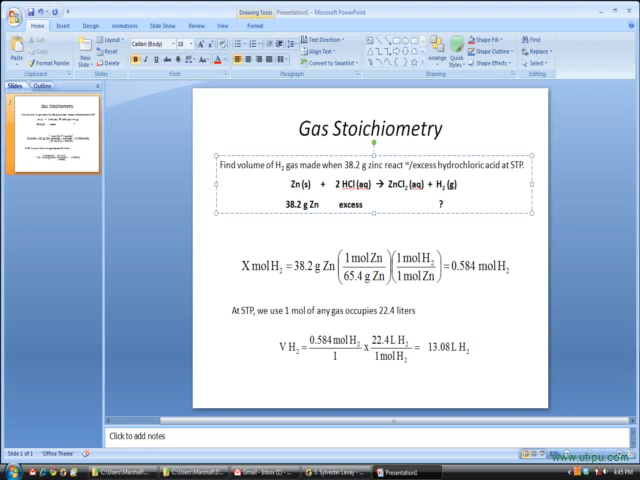 Drawing Tools
Presentation1 - Microsoft PowerPoint
Home Insert Design Animations Slide Show Review View Format
Paste
Cut
Copy
Format Painter
Clipboard
New Slide
Layout
Reset
Delete
Slides
Calibri (Body) 18
Font
Paragraph
Text Direction
Align Text
Convert to SmartArt
Arrange
Quick Styles
Shape Fill
Shape Outline
Shape Effects
Drawing
Find
Replace
Select
Editing
Slides Outline
1
Gas Stoichiometry
Find volume of H2 gas made when 38.2 g zinc react w/excess hydrochloric acid at STP.
Zn (s) + 2 HCl (aq) → ZnCl2 (aq) + H2 (g)
38.2 g Zn excess ?
X mol H2 = 38.2 g Zn (1 mol Zn / 65.4 g Zn) (1 mol H2 / 1 mol Zn) = 0.584 mol H2
At STP, we use 1 mol of any gas occupies 22.4 liters
V H2 = 0.584 mol H2 / 1 x 22.4 L H2 / 1 mol H2 = 13.08 L H2
Click to add notes
Slide 1 of 1 "Office Theme"
www.utipu.com
C:\Users\Marshall\D...
Gmail - Inbox (1) - ...
Presentation1
4:45 PM